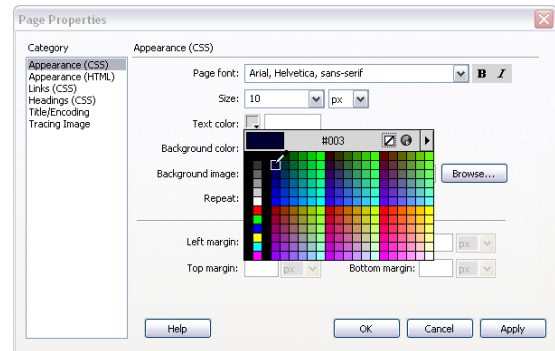 Page Properties
Category
Appearance (CSS)
Appearance (CSS)
Appearance (HTML)
Links (CSS)
Headings (CSS)
Title/Encoding
Tracing Image
Page font: Arial, Helvetica, sans-serif B I
Size: 10 px
Text color:
#003
Background color:
Background image: Browse...
Repeat:
Left margin: px
Top margin: px Bottom margin: px
Help OK Cancel Apply